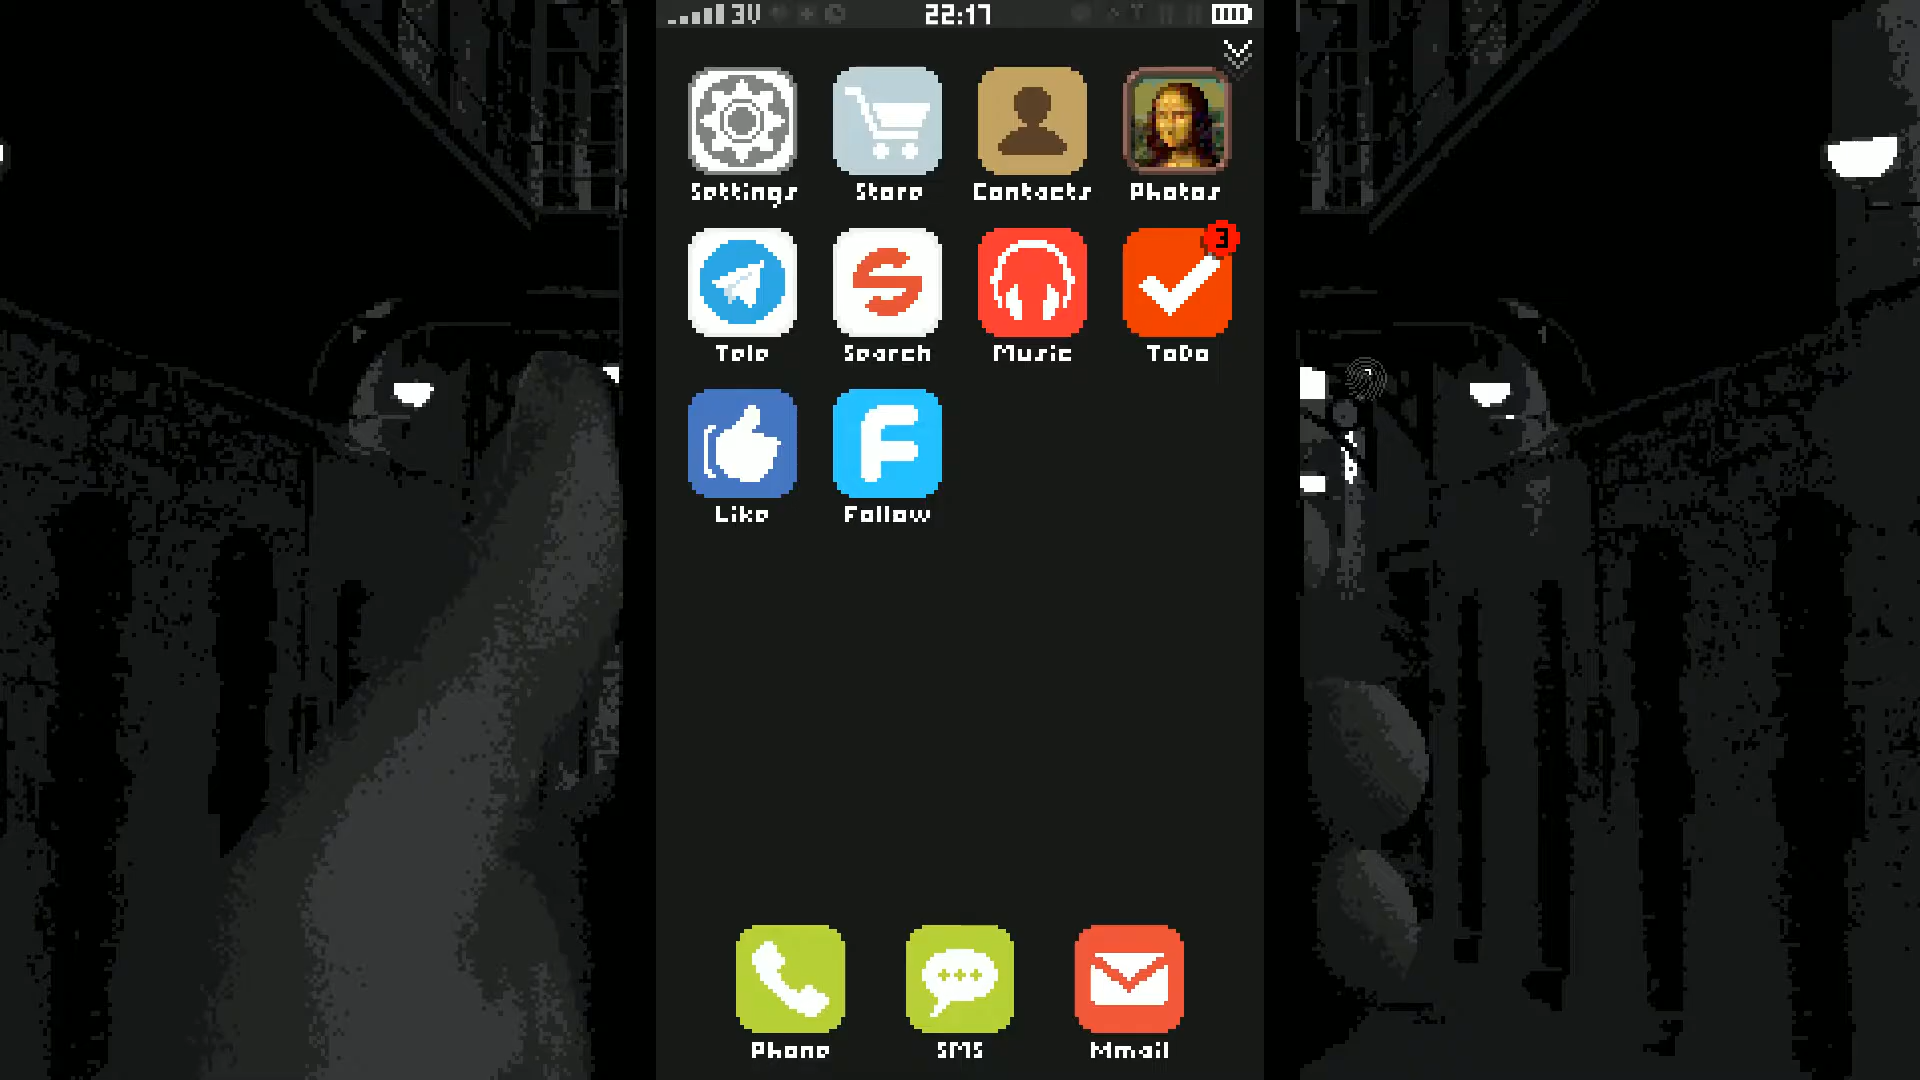 3G 22:17
Settings Store Contacts Photos
3
Tele Search Music ToDo
Like Follow
Phone SMS Mmail